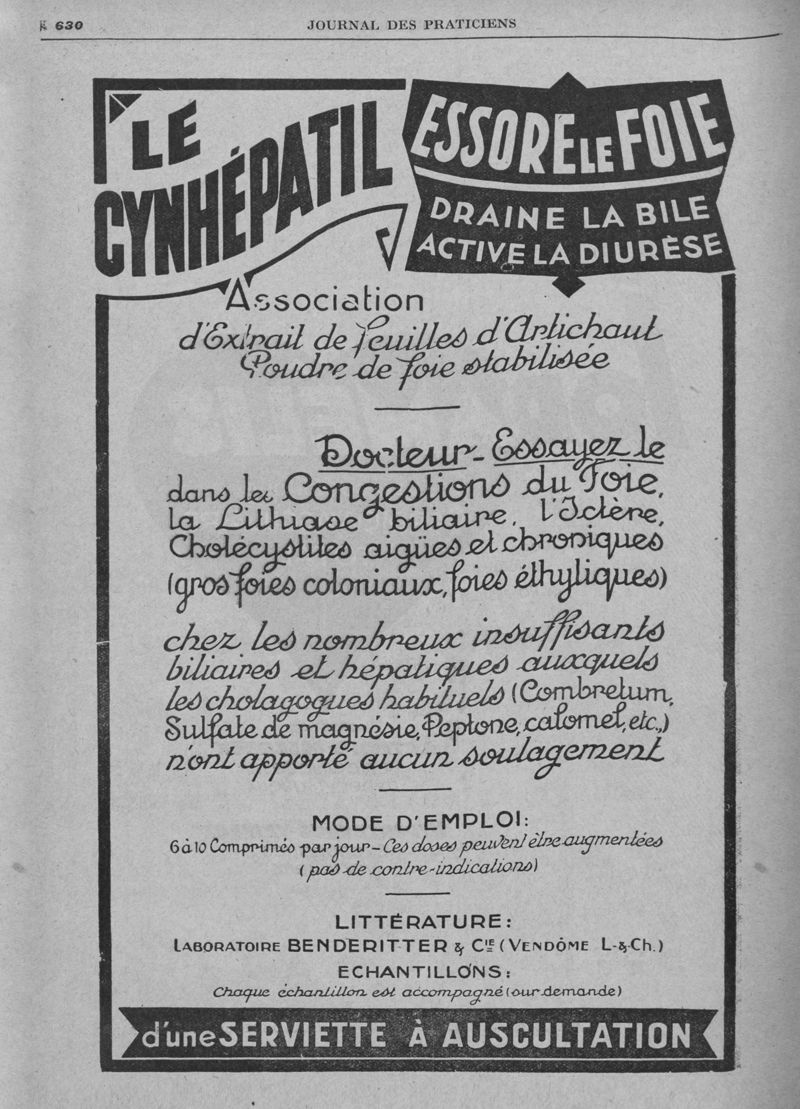 630
JOURNAL DES PRATICIENS
LE
CYNHÉPATIL
ESSORE LE FOIE
DRAINE LA BILE
ACTIVE LA DIURÈSE
Association
d'Extrait de feuilles d'Artichaut
Poudre de foie stabilisée
Docteur - Essayez le
dans les Congestions du Foie,
la Lithiase biliaire, l'Ictère,
Cholécystites aigües et chroniques
(gros foies coloniaux, foies éthyliques)
chez les nombreux insuffisants
biliaires et hépatiques auxquels
les cholagogues habituels (Combretum,
Sulfate de magnésie, Peptone, calomel, etc.,)
n'ont apporté aucun soulagement
MODE D'EMPLOI:
6 à 10 Comprimés par jour - Ces doses peuvent être augmentées
(pas de contre-indications)
LITTÉRATURE:
LABORATOIRE BENDERITTER & CIE (VENDÔME L-&-Ch.)
ECHANTILLONS:
Chaque échantillon est accompagné (sur demande)
d'une SERVIETTE À AUSCULTATION